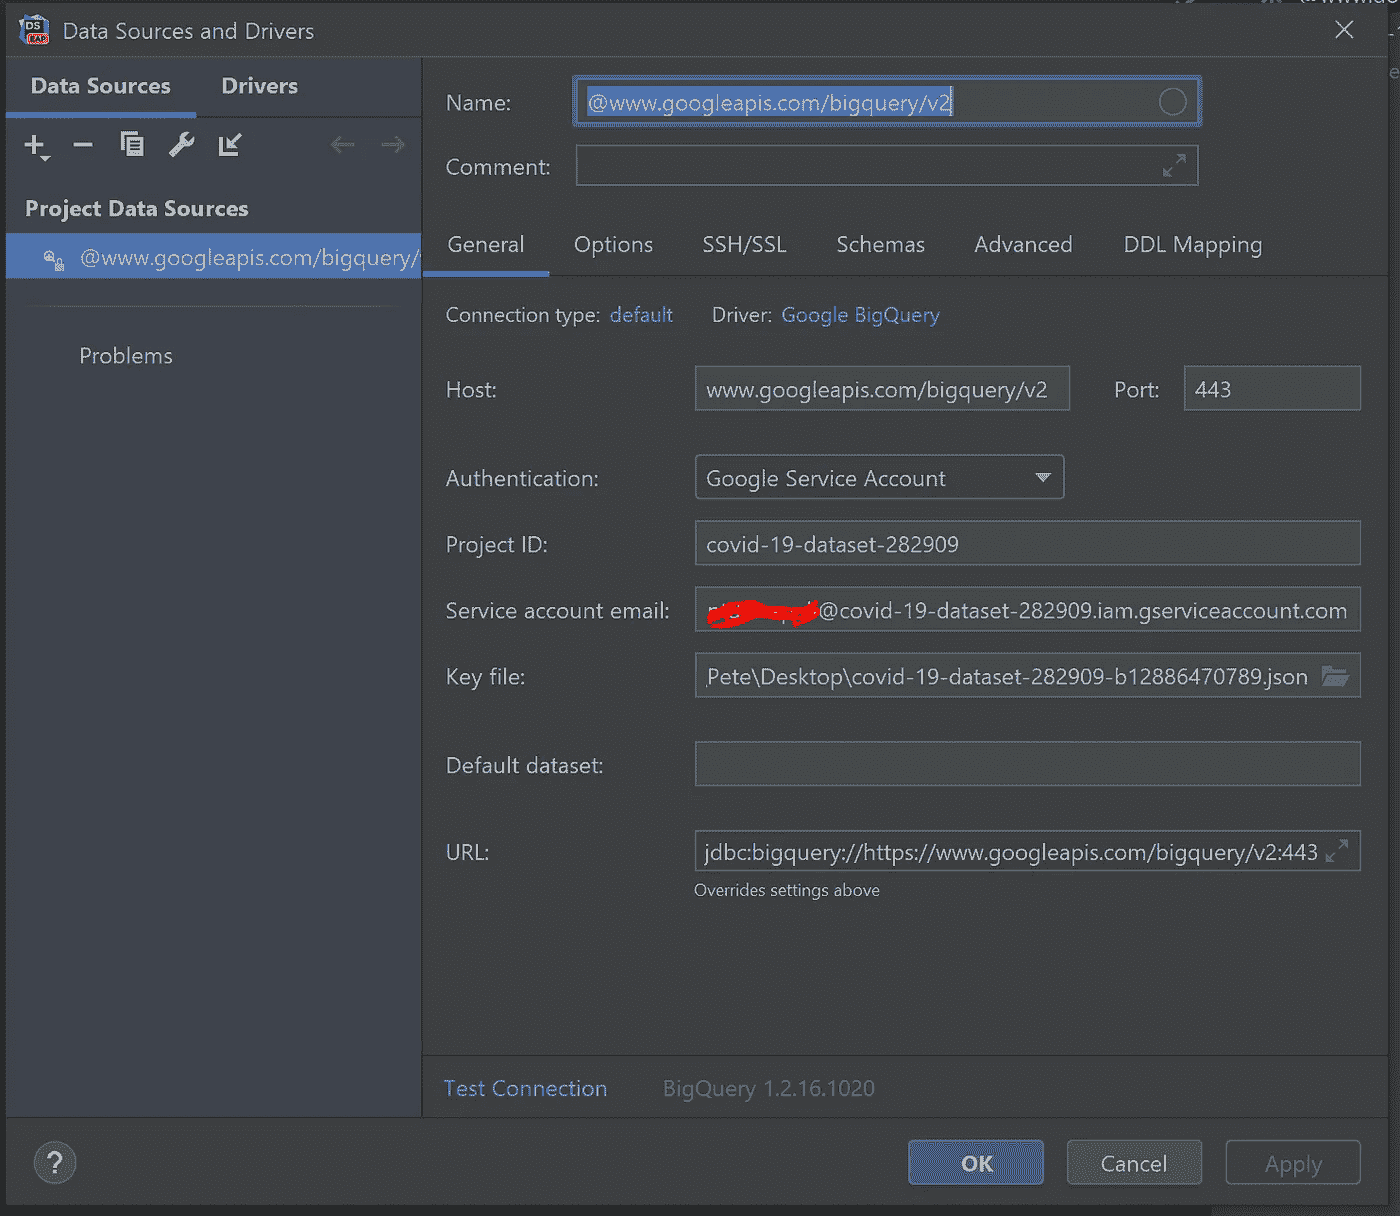 DS
EAP
Data Sources and Drivers
Data Sources Drivers
Project Data Sources
@www.googleapis.com/bigquery/
Problems
Name: @www.googleapis.com/bigquery/v2
Comment:
General Options SSH/SSL Schemas Advanced DDL Mapping
Connection type: default Driver: Google BigQuery
Host: www.googleapis.com/bigquery/v2 Port: 443
Authentication: Google Service Account
Project ID: covid-19-dataset-282909
Service account email: @covid-19-dataset-282909.iam.gserviceaccount.com
Key file: Pete\Desktop\covid-19-dataset-282909-b12886470789.json
Default dataset:
URL: jdbc:bigquery://https://www.googleapis.com/bigquery/v2:443
Overrides settings above
Test Connection BigQuery 1.2.16.1020
? OK Cancel Apply